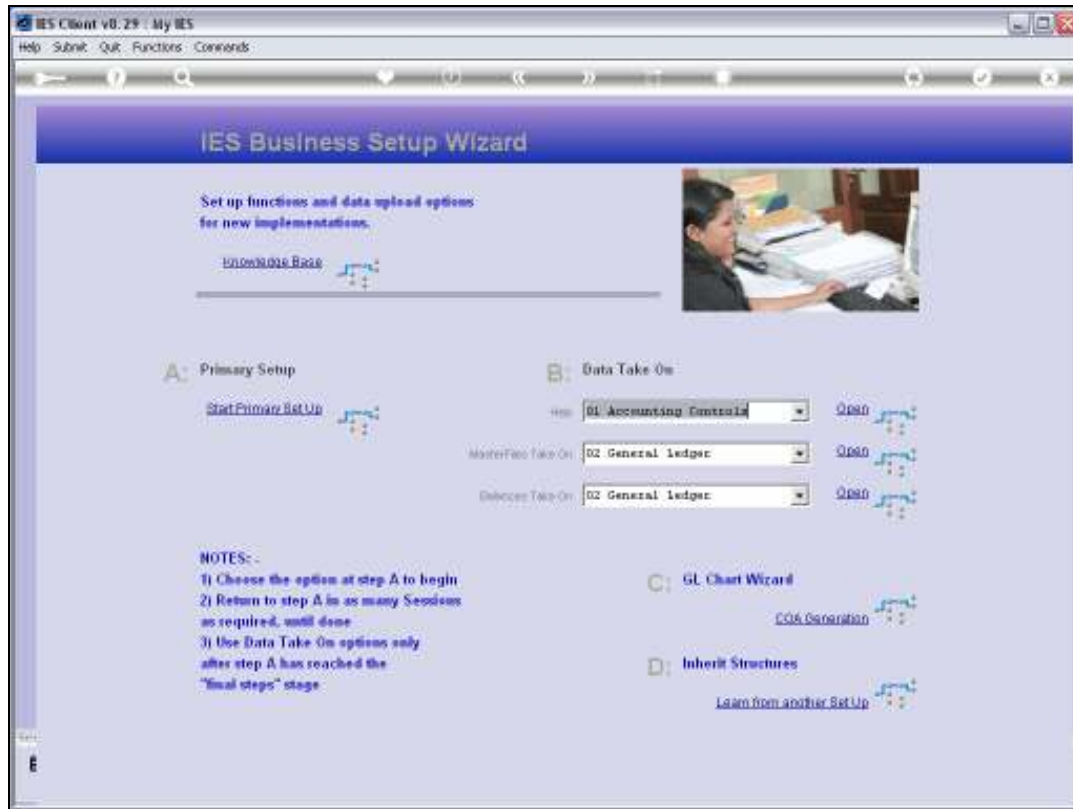 IES Client v8.29 : My IES
Help Submit Quit Functions Commands
IES Business Setup Wizard
Set up functions and data upload options
for new implementations.
Knowledge Base
A: Primary Setup
B: Data Take On
Start Primary Set Up
Help 01 Accounting Controls Open
MasterFiles Take On 02 General ledger Open
Balances Take On 02 General ledger Open
NOTES: -
1) Choose the option at step A to begin
2) Return to step A in as many Sessions
as required, until done
3) Use Data Take On options only
after step A has reached the
"final steps" stage
C: GL Chart Wizard
COA Generation
D: Inherit Structures
Learn from another Set Up